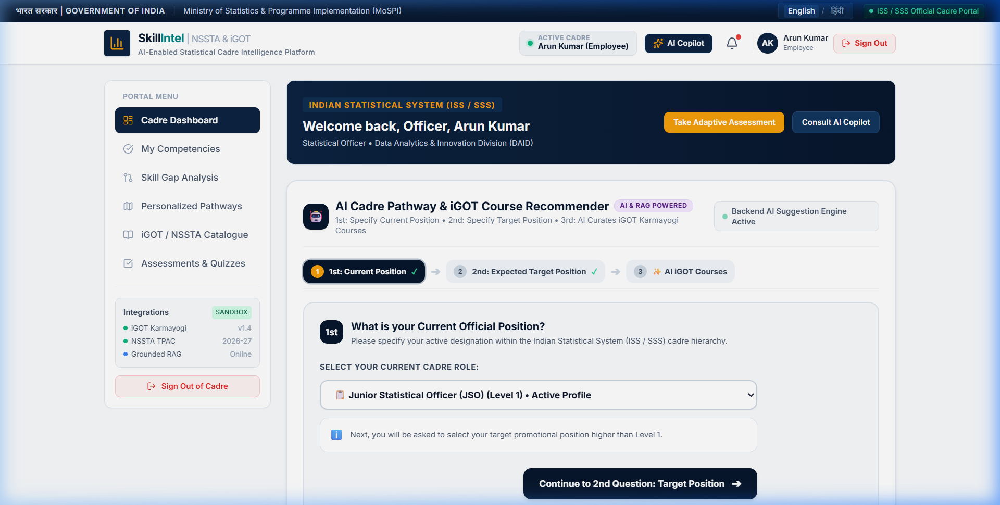 भारत सरकार | GOVERNMENT OF INDIA | Ministry of Statistics & Programme Implementation (MoSPI)
English / हिंदी
ISS / SSS Official Cadre Portal
SkillIntel | NSSTA & iGOT
AI-Enabled Statistical Cadre Intelligence Platform
ACTIVE CADRE
Arun Kumar (Employee)
AI Copilot
AK
Arun Kumar
Employee
Sign Out
PORTAL MENU
Cadre Dashboard
My Competencies
Skill Gap Analysis
Personalized Pathways
iGOT / NSSTA Catalogue
Assessments & Quizzes
Integrations SANDBOX
iGOT Karmayogi v1.4
NSSTA TPAC 2026-27
Grounded RAG Online
Sign Out of Cadre
INDIAN STATISTICAL SYSTEM (ISS / SSS)
Welcome back, Officer, Arun Kumar
Statistical Officer • Data Analytics & Innovation Division (DAID)
Take Adaptive Assessment
Consult AI Copilot
AI Cadre Pathway & iGOT Course Recommender AI & RAG POWERED
1st: Specify Current Position • 2nd: Specify Target Position • 3rd: AI Curates iGOT Karmayogi
Courses
Backend AI Suggestion Engine
Active
1 1st: Current Position ✓ ➔ 2 2nd: Expected Target Position ✓ ➔ 3 ✨ AI iGOT Courses
1st
What is your Current Official Position?
Please specify your active designation within the Indian Statistical System (ISS / SSS) cadre hierarchy.
SELECT YOUR CURRENT CADRE ROLE:
📋 Junior Statistical Officer (JSO) (Level 1) • Active Profile
ℹ️ Next, you will be asked to select your target promotional position higher than Level 1.
Continue to 2nd Question: Target Position ➔